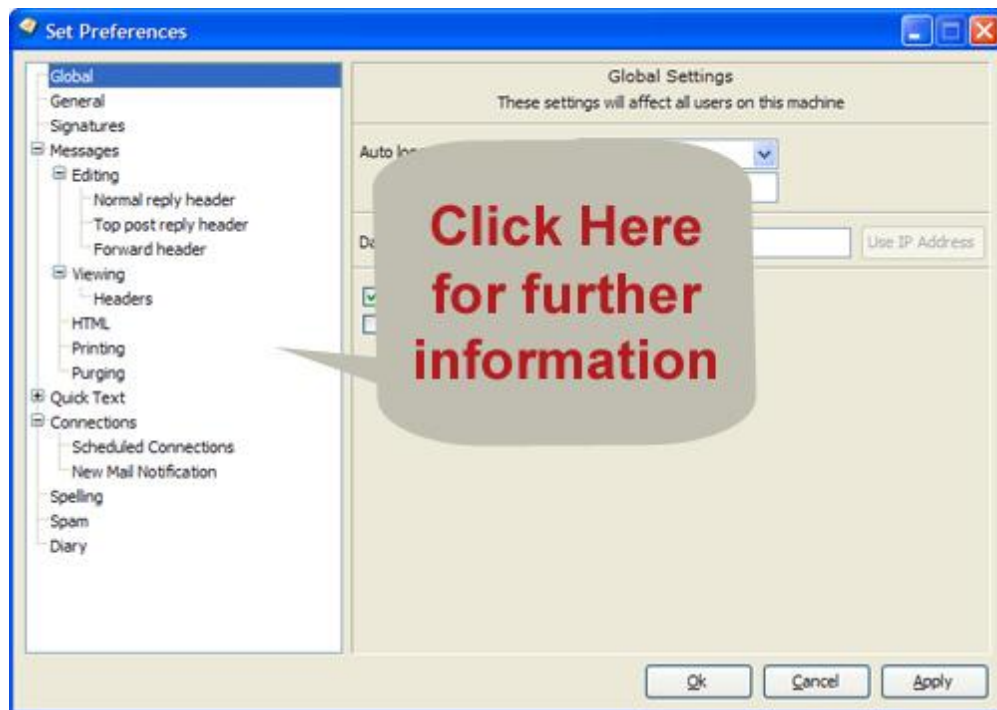 Set Preferences
Global
General
Signatures
Messages
Editing
Normal reply header
Top post reply header
Forward header
Viewing
Headers
HTML
Printing
Purging
Quick Text
Connections
Scheduled Connections
New Mail Notification
Spelling
Spam
Diary
Global Settings
These settings will affect all users on this machine
Auto
Use IP Address
Click Here
for further
information
Ok
Cancel
Apply